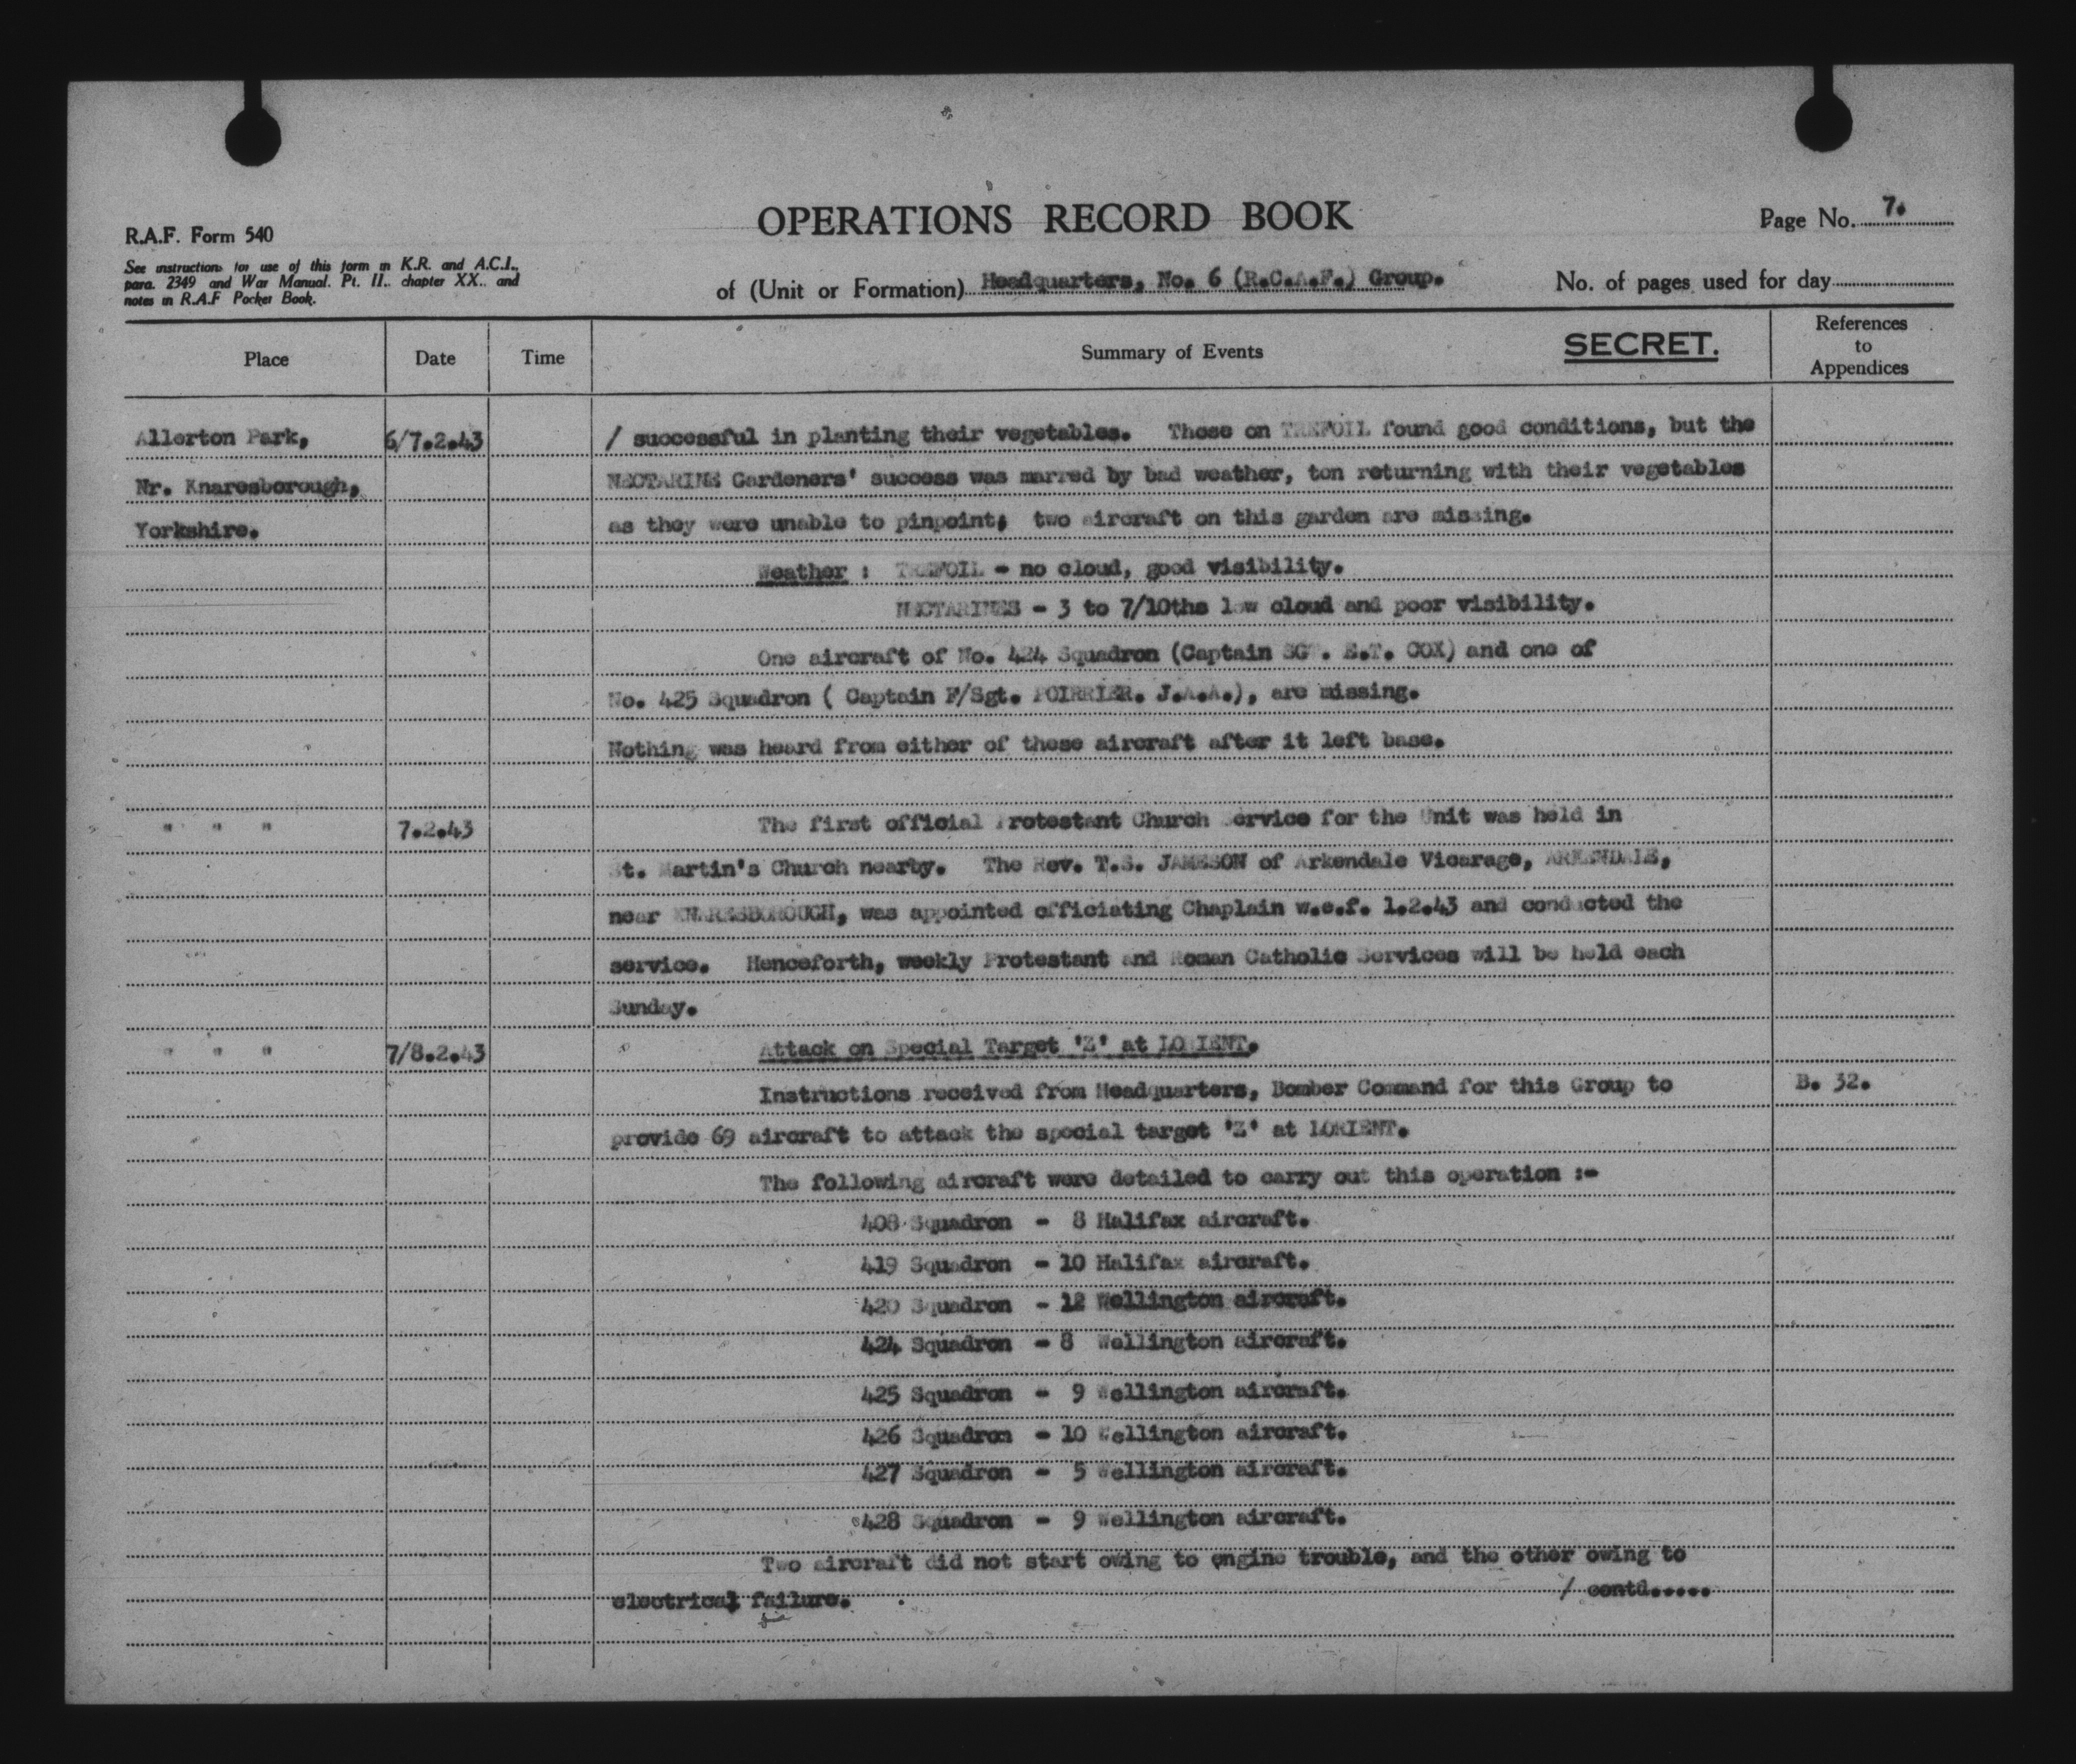 OPERATIONS RECORD BOOK
Page No. 7.
R.A.F. Form 540
See instructions for use of this form in K.R. and A.C.I.,
para. 2349 and War Manual. Pt. II.. chapter XX.. and
notes in R.A.F Pocket Book.
of (Unit or Formation) Headquarters, No. 6 (R.C.A.F.) Group.
No. of pages used for day
Place
Date
Time
Summary of Events
SECRET.
References
to
Appendices
Allerton Park, 6/7.2.43 / successful in planting their vegetables. Those on TREFOIL found good conditions, but the
Nr. Knaresborough, NECTARINE Gardeners' success was marred by bad weather, ten returning with their vegetables
Yorkshire. as they were unable to pinpoint; two aircraft on this garden are missing.
Weather : TREFOIL - no cloud, good visibility.
NECTARINES - 3 to 7/10ths low cloud and poor visibility.
One aircraft of No. 424 Squadron (Captain SGT. E.T. COX) and one of
No. 425 Squadron ( Captain F/Sgt. POIRRIER. J.A.A.), are missing.
Nothing was heard from either of these aircraft after it left base.
" " " 7.2.43 The first official Protestant Church Service for the Unit was held in
St. Martin's Church nearby. The Rev. T.S. JAMESON of Arkendale Vicarage, ARKENDALE,
near KNARESBOROUGH, was appointed officiating Chaplain w.e.f. 1.2.43 and conducted the
service. Henceforth, weekly Protestant and Roman Catholic Services will be held each
Sunday.
" " " 7/8.2.43 Attack on Special Target 'Z' at LORIENT.
Instructions received from Headquarters, Bomber Command for this Group to B. 32.
provide 69 aircraft to attack the special target 'Z' at LORIENT.
The following aircraft were detailed to carry out this operation :-
408 Squadron - 8 Halifax aircraft.
419 Squadron - 10 Halifax aircraft.
420 Squadron - 12 Wellington aircraft.
424 Squadron - 8 Wellington aircraft.
425 Squadron - 9 Wellington aircraft.
426 Squadron - 10 Wellington aircraft.
427 Squadron - 5 Wellington aircraft.
428 Squadron - 9 Wellington aircraft.
Two aircraft did not start owing to engine trouble, and the other owing to
electrical failure. / contd.....